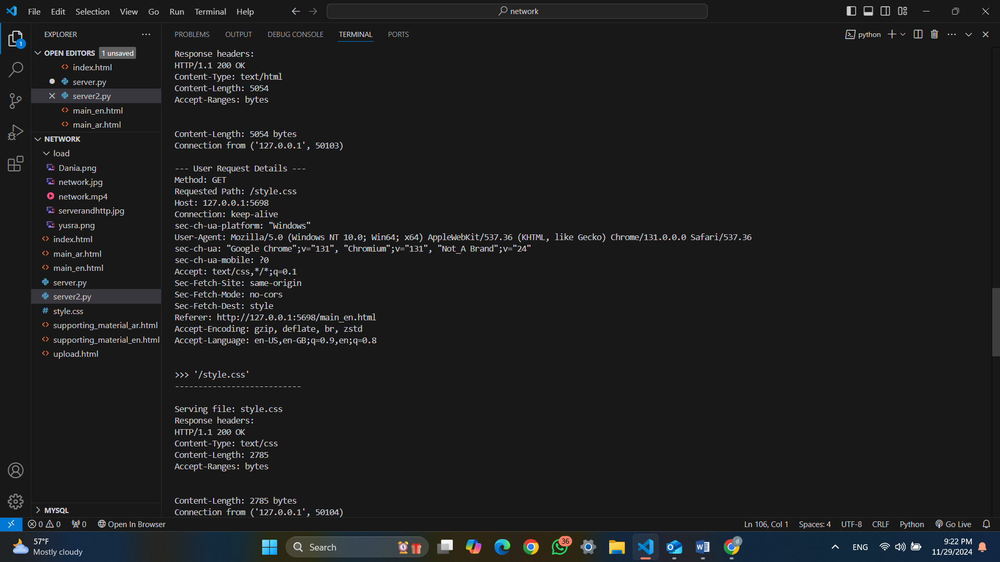 File Edit Selection View Go Run Terminal Help
network
EXPLORER
OPEN EDITORS 1 unsaved
index.html
server.py
server2.py
main_en.html
main_ar.html
NETWORK
load
Dania.png
network.jpg
network.mp4
serverandhttp.jpg
yusra.png
index.html
main_ar.html
main_en.html
server.py
server2.py
style.css
supporting_material_ar.html
supporting_material_en.html
upload.html
MYSQL
1
PROBLEMS OUTPUT DEBUG CONSOLE TERMINAL PORTS
python
Response headers:
HTTP/1.1 200 OK
Content-Type: text/html
Content-Length: 5054
Accept-Ranges: bytes
Content-Length: 5054 bytes
Connection from ('127.0.0.1', 50103)
--- User Request Details ---
Method: GET
Requested Path: /style.css
Host: 127.0.0.1:5698
Connection: keep-alive
sec-ch-ua-platform: "Windows"
User-Agent: Mozilla/5.0 (Windows NT 10.0; Win64; x64) AppleWebKit/537.36 (KHTML, like Gecko) Chrome/131.0.0.0 Safari/537.36
sec-ch-ua: "Google Chrome";v="131", "Chromium";v="131", "Not_A Brand";v="24"
sec-ch-ua-mobile: ?0
Accept: text/css,*/*;q=0.1
Sec-Fetch-Site: same-origin
Sec-Fetch-Mode: no-cors
Sec-Fetch-Dest: style
Referer: http://127.0.0.1:5698/main_en.html
Accept-Encoding: gzip, deflate, br, zstd
Accept-Language: en-US,en-GB;q=0.9,en;q=0.8
>>> '/style.css'
---------------------------
Serving file: style.css
Response headers:
HTTP/1.1 200 OK
Content-Type: text/css
Content-Length: 2785
Accept-Ranges: bytes
Content-Length: 2785 bytes
Connection from ('127.0.0.1', 50104)
0 0 0 Open In Browser
Ln 106, Col 1 Spaces: 4 UTF-8 CRLF Python Go Live
57°F
Mostly cloudy
Search
36
d
ENG
9:22 PM
11/29/2024